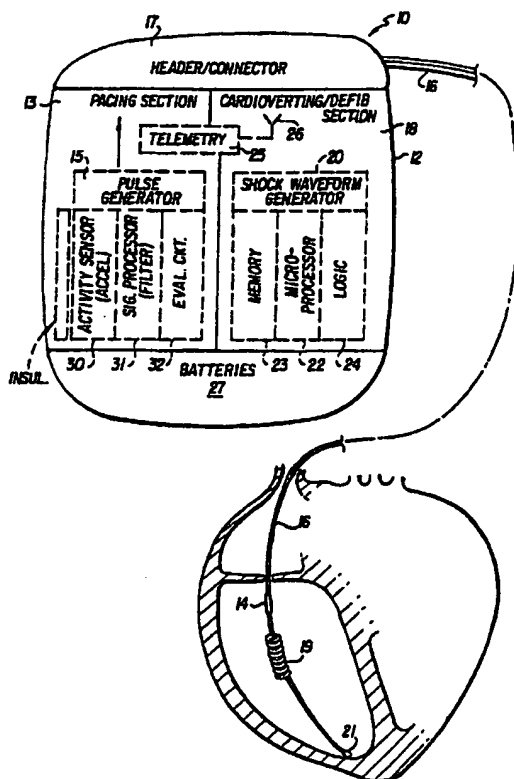 10
17
HEADER/CONNECTOR
16
13
PACING SECTION
CARDIOVERTING/DEFIB SECTION
18
12
TELEMETRY
26
25
15
PULSE GENERATOR
20
SHOCK WAVEFORM GENERATOR
ACTIVITY SENSOR (ACCEL)
SIG. PROCESSOR (FILTER)
EVAL. CKT.
MEMORY
MICRO-PROCESSOR
LOGIC
INSUL.
30
31
32
BATTERIES
27
23
22
24
16
14
19
21